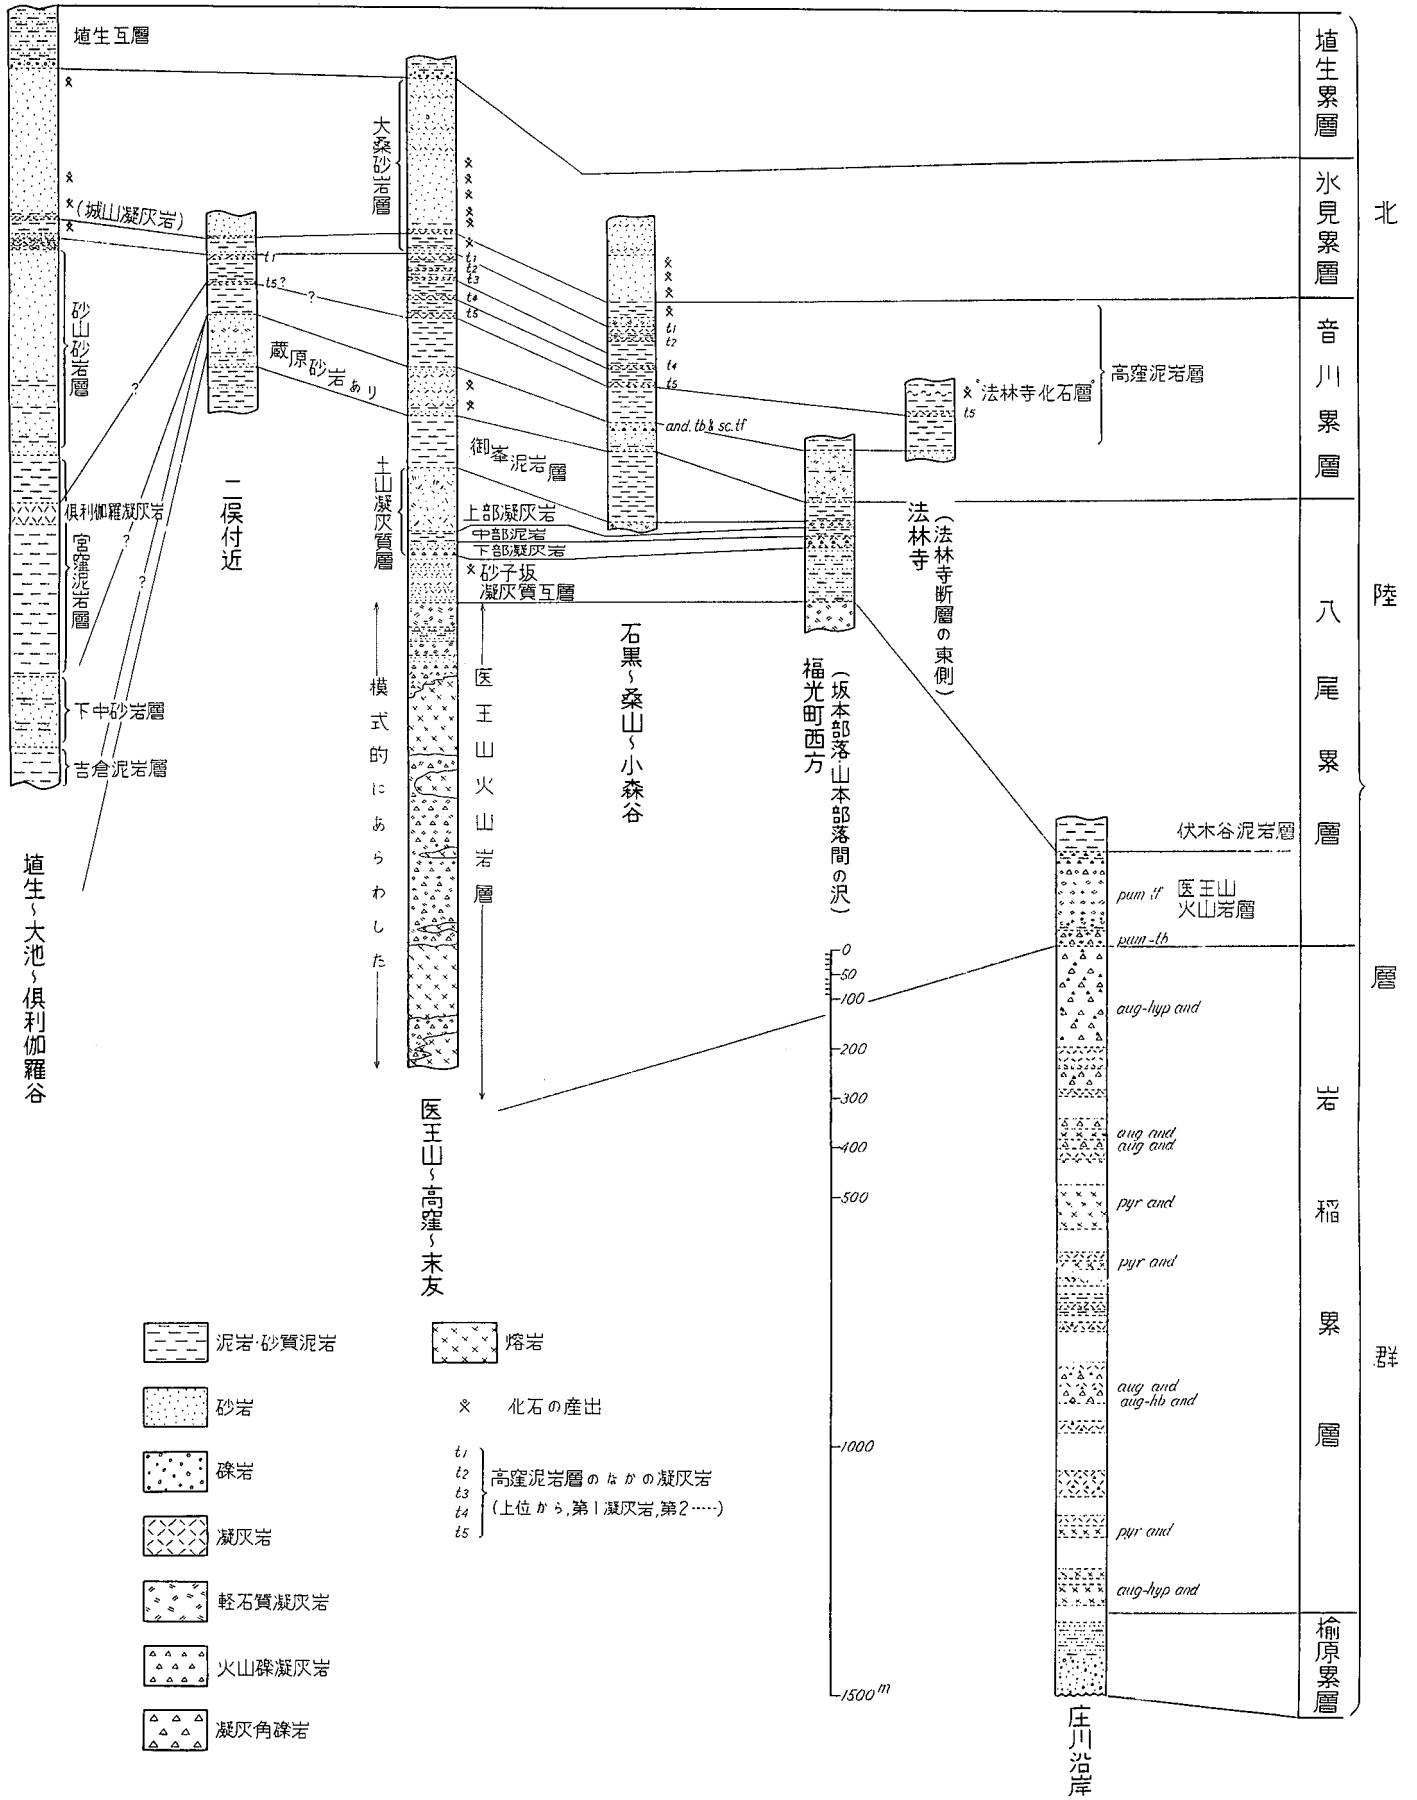 埴生互層
(城山凝灰岩)
砂山砂岩層
俱利伽羅凝灰岩
宮窪泥岩層
下中砂岩層
吉倉泥岩層
埴生~大池~俱利伽羅谷
t1
t5?
?
?
?
?
蔵原砂岩あり
二俣付近
大桑砂岩層
t1
t2
t3
t4
t5
御峯泥岩層
土山凝灰質層
上部凝灰岩
中部泥岩
下部凝灰岩
砂子坂
凝灰質互層
模式的にあらわした
医王山火山岩層
医王山~高窪~末友
t1
t2
t4
t5
and. tb & sc. tf
石黒~桑山~小森谷
福光町西方
(坂本部落山本部落間の沢)
"法林寺化石層"
t5
高窪泥岩層
法林寺
(法林寺断層の東側)
伏木谷泥岩層
pum tf
医王山
火山岩層
pum-tb
aug-hyp and
aug and
aug and
pyr and
pyr and
aug and
aug-hb and
pyr and
aug-hyp and
庄川沿岸
0
50
100
200
300
400
500
1000
1500m
埴生累層
氷見累層
音川累層
八尾累層
岩稲累層
楡原累層
北陸層群
泥岩・砂質泥岩
砂岩
礫岩
凝灰岩
軽石質凝灰岩
火山礫凝灰岩
凝灰角礫岩
熔岩
化石の産出
t1
t2
t3
t4
t5
高窪泥岩層のなかの凝灰岩
(上位から,第1凝灰岩,第2·····)